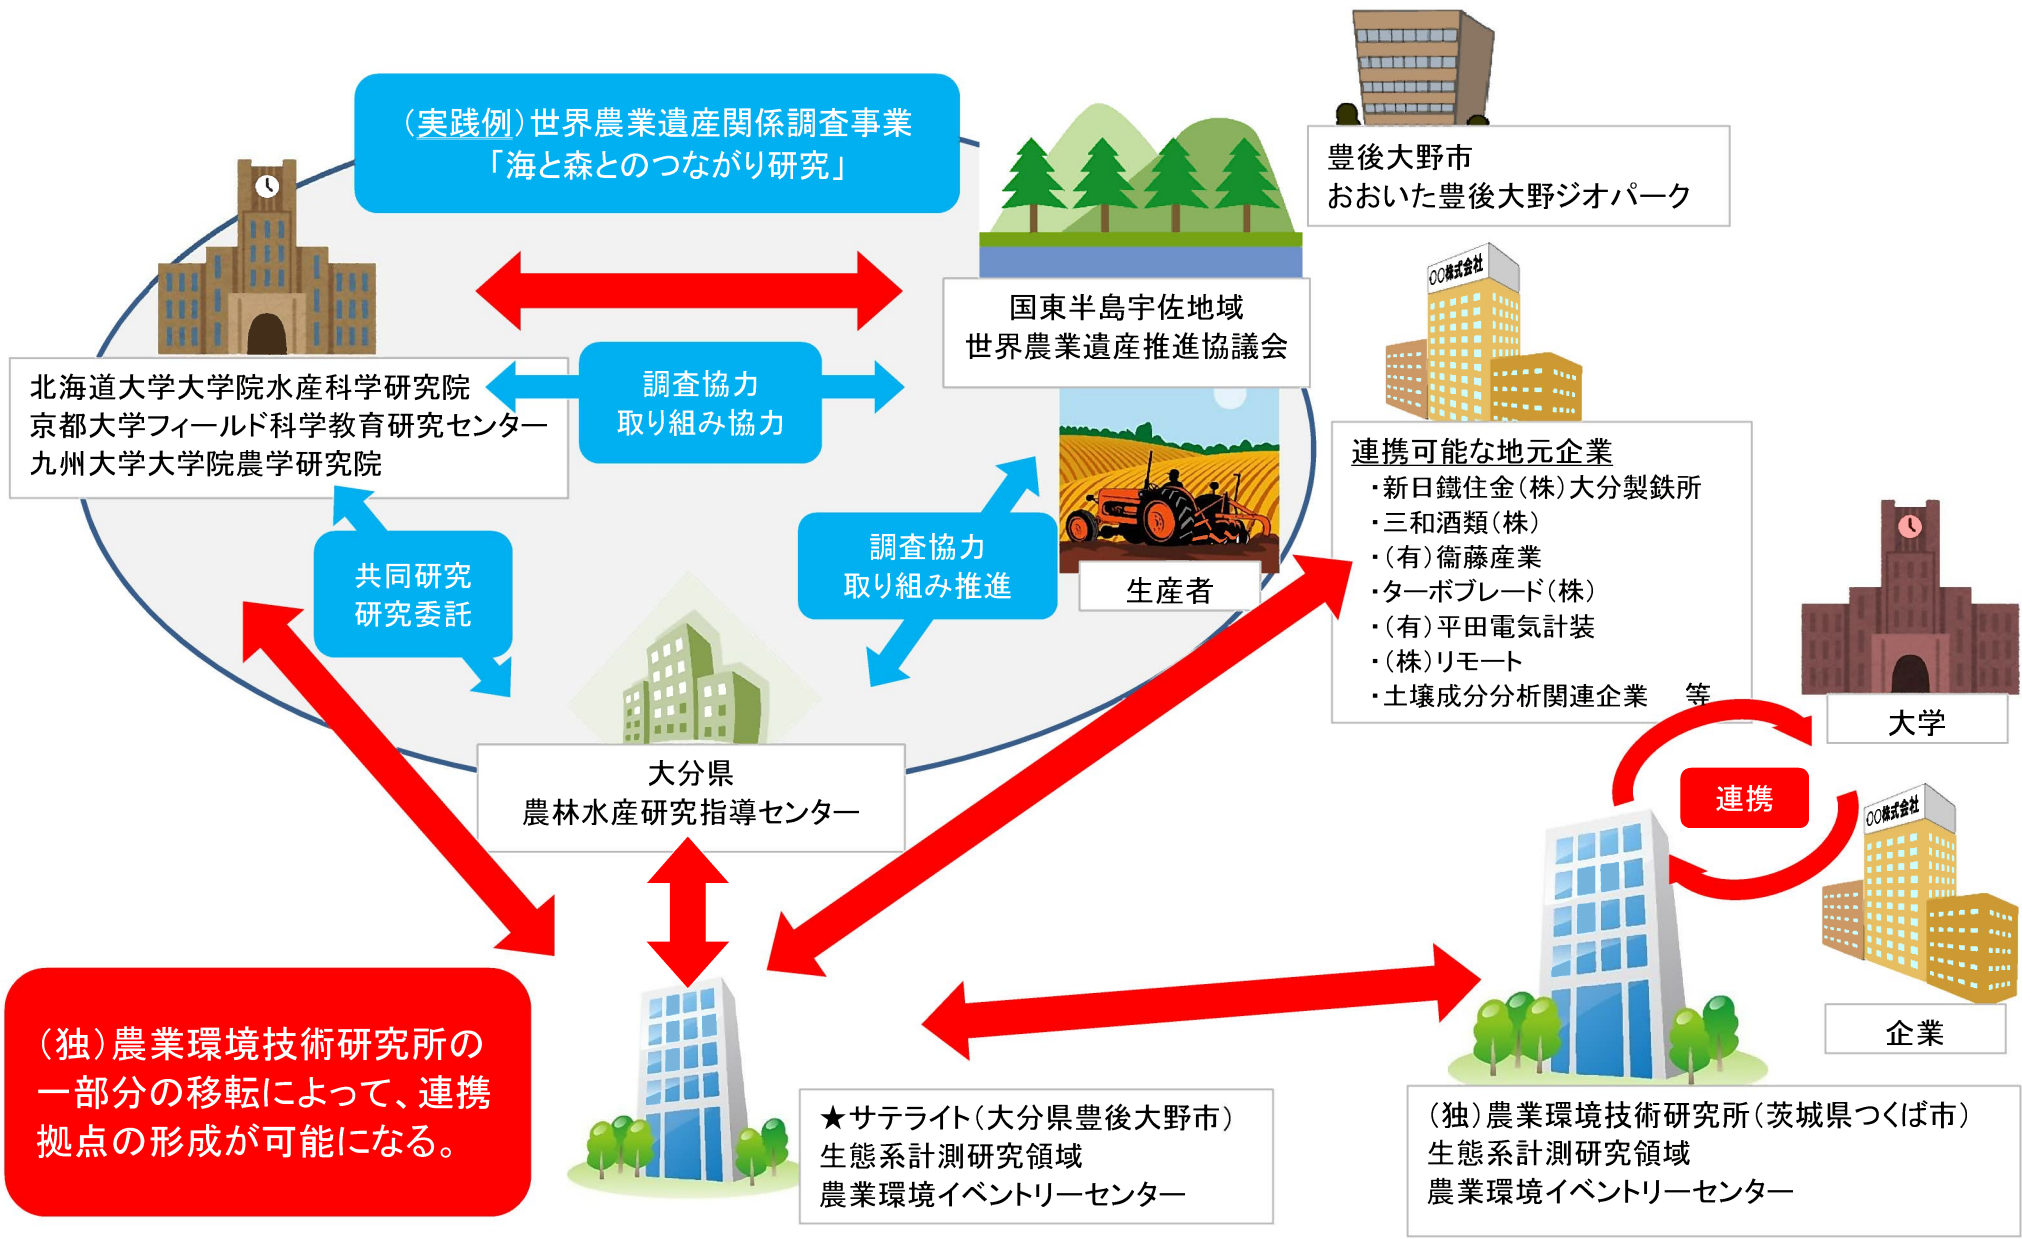 （実践例）世界農業遺産関係調査事業
「海と森とのつながり研究」
豊後大野市
おおいた豊後大野ジオパーク
国東半島宇佐地域
世界農業遺産推進協議会
〇〇株式会社
北海道大学大学院水産科学研究院
京都大学フィールド科学教育研究センター
九州大学大学院農学研究院
調査協力
取り組み協力
連携可能な地元企業
・新日鐵住金（株）大分製鉄所
・三和酒類（株）
・（有）衞藤産業
・ターボブレード（株）
・（有）平田電気計装
・（株）リモート
・土壌成分分析関連企業　等
共同研究
研究委託
調査協力
取り組み推進
生産者
大学
大分県
農林水産研究指導センター
連携
〇〇株式会社
企業
（独）農業環境技術研究所の
一部分の移転によって、連携
拠点の形成が可能になる。
★サテライト（大分県豊後大野市）
生態系計測研究領域
農業環境イベントリーセンター
（独）農業環境技術研究所（茨城県つくば市）
生態系計測研究領域
農業環境イベントリーセンター